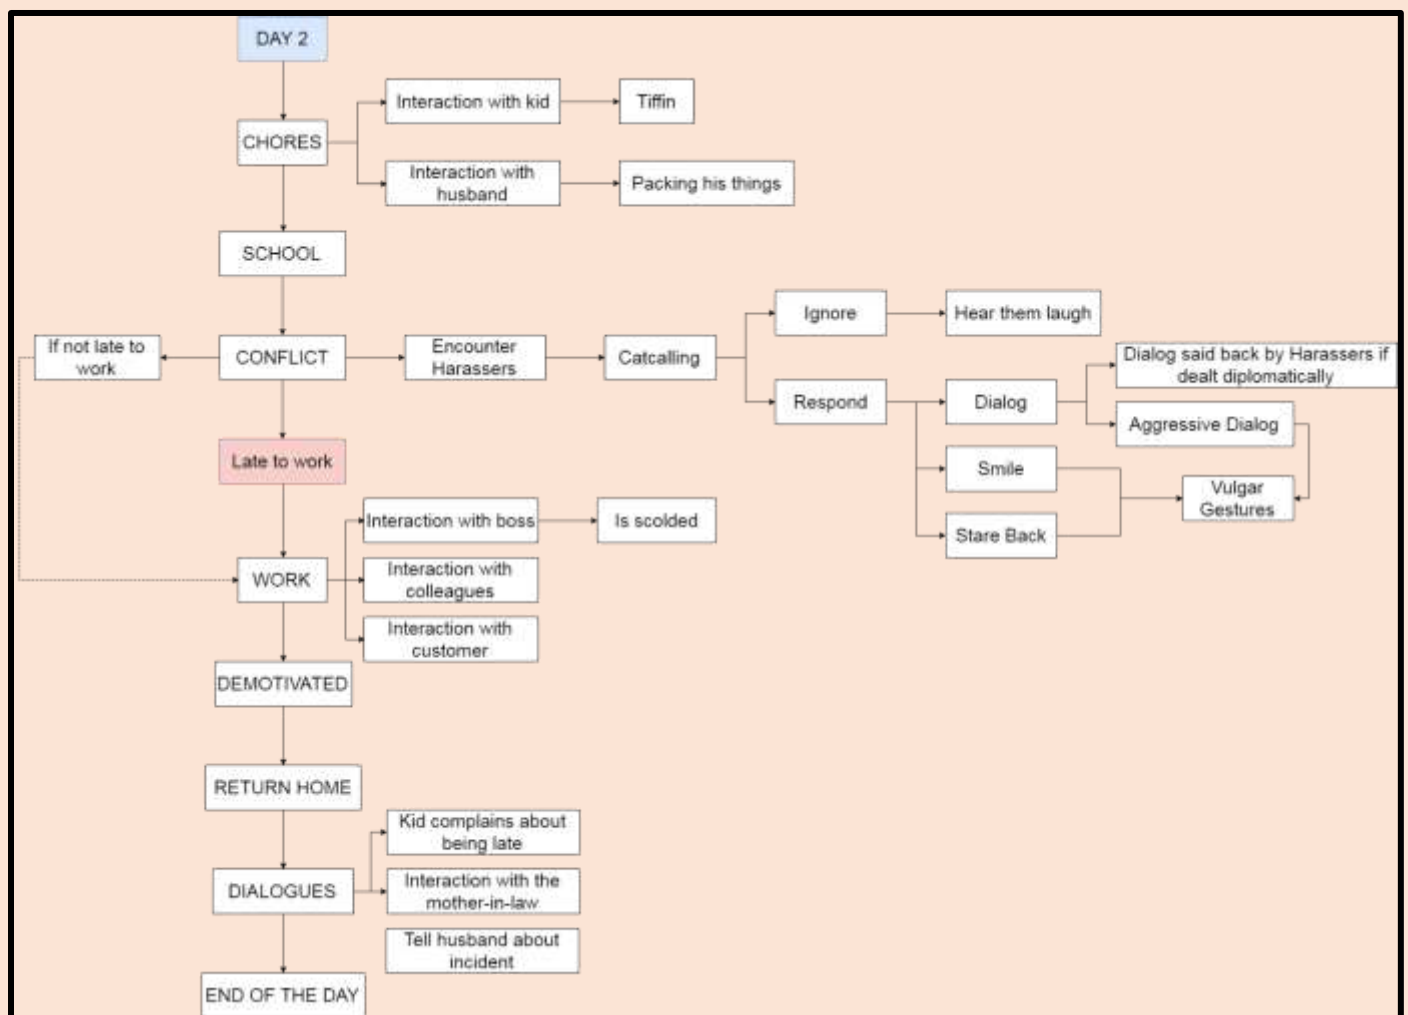 DAY 2
Interaction with kid
Tiffin
CHORES
Interaction with
husband
Packing his things
SCHOOL
Ignore
Hear them laugh
If not late to
work
CONFLICT
Encounter
Harassers
Catcalling
Dialog said back by Harassers if
dealt diplomatically
Respond
Dialog
Aggressive Dialog
Late to work
Smile
Vulgar
Gestures
Stare Back
Interaction with boss
Is scolded
WORK
Interaction with
colleagues
Interaction with
customer
DEMOTIVATED
RETURN HOME
Kid complains about
being late
DIALOGUES
Interaction with the
mother-in-law
Tell husband about
incident
END OF THE DAY